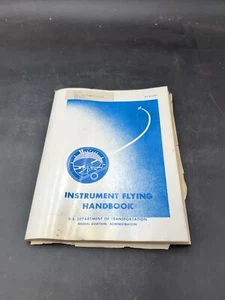 INSTRUMENT FLYING
HANDBOOK
U.S. DEPARTMENT OF TRANSPORTATION
FEDERAL AVIATION ADMINISTRATION